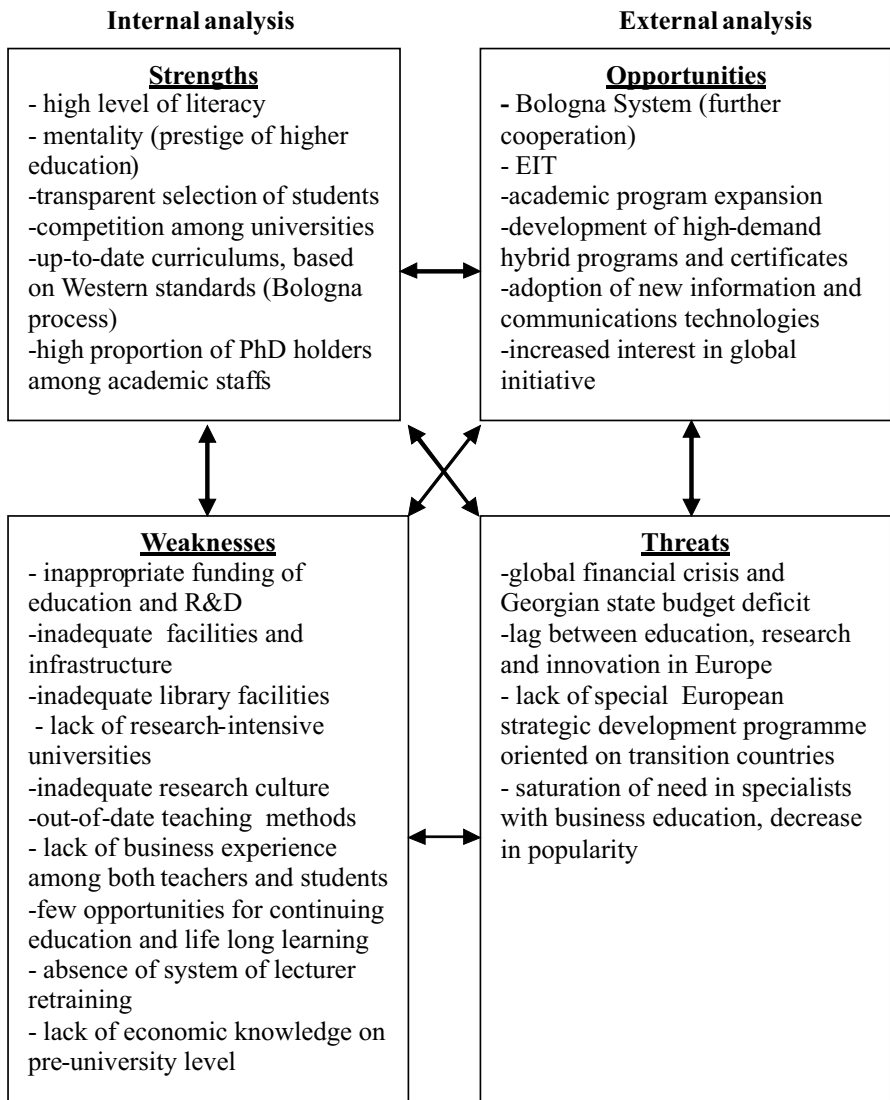 Internal analysis
External analysis
Strengths
- high level of literacy
- mentality (prestige of higher
education)
-transparent selection of students
-competition among universities
-up-to-date curriculums, based
on Western standards (Bologna
process)
-high proportion of PhD holders
among academic staffs
Opportunities
- Bologna System (further
cooperation)
- EIT
-academic program expansion
-development of high-demand
hybrid programs and certificates
-adoption of new information and
communications technologies
-increased interest in global
initiative
Weaknesses
- inappropriate funding of
education and R&D
-inadequate facilities and
infrastructure
-inadequate library facilities
- lack of research-intensive
universities
-inadequate research culture
-out-of-date teaching methods
- lack of business experience
among both teachers and students
-few opportunities for continuing
education and life long learning
- absence of system of lecturer
retraining
- lack of economic knowledge on
pre-university level
Threats
-global financial crisis and
Georgian state budget deficit
-lag between education, research
and innovation in Europe
- lack of special European
strategic development programme
oriented on transition countries
- saturation of need in specialists
with business education, decrease
in popularity